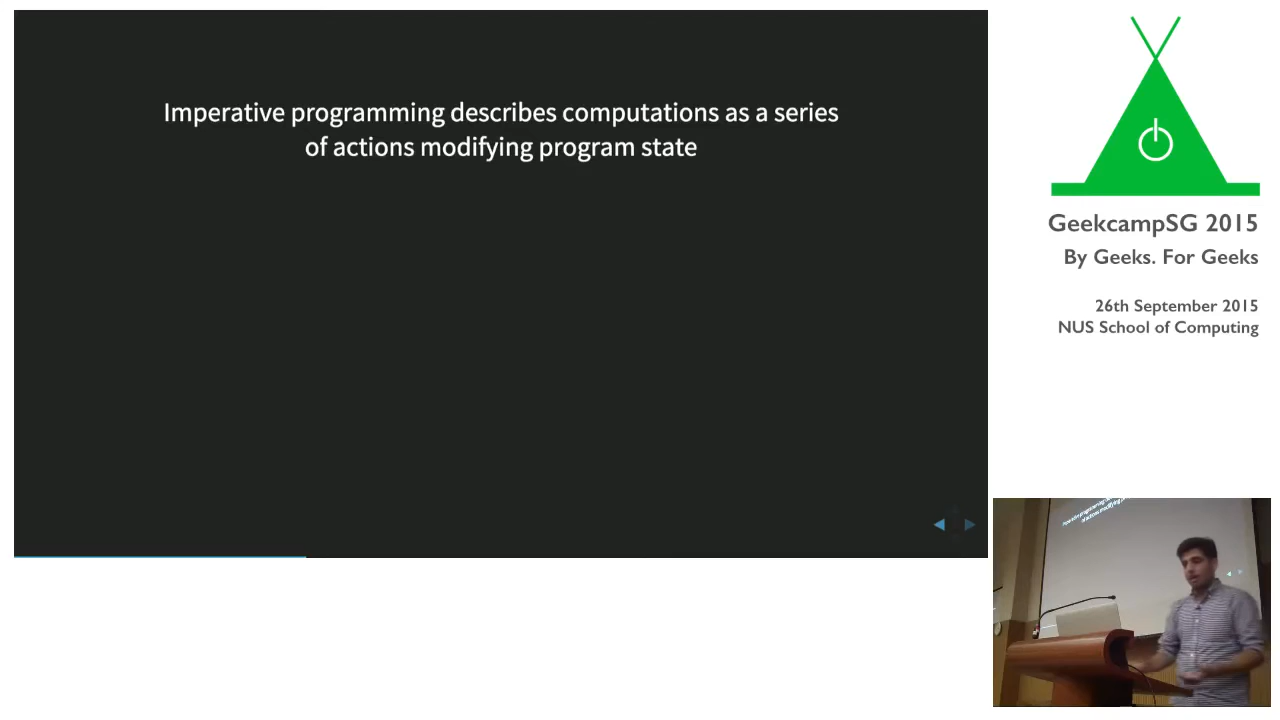 Imperative programming describes computations as a series
of actions modifying program state
GeekcampSG 2015
By Geeks. For Geeks
26th September 2015
NUS School of Computing